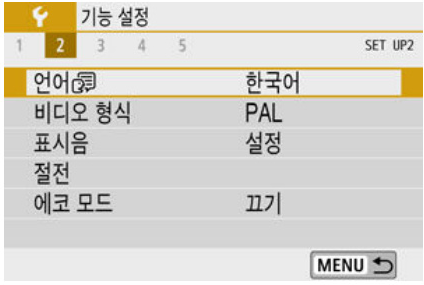 기능 설정
1 2 3 4 5 SET UP2
언어 한국어
비디오 형식 PAL
표시음 설정
절전
에코 모드 끄기
MENU